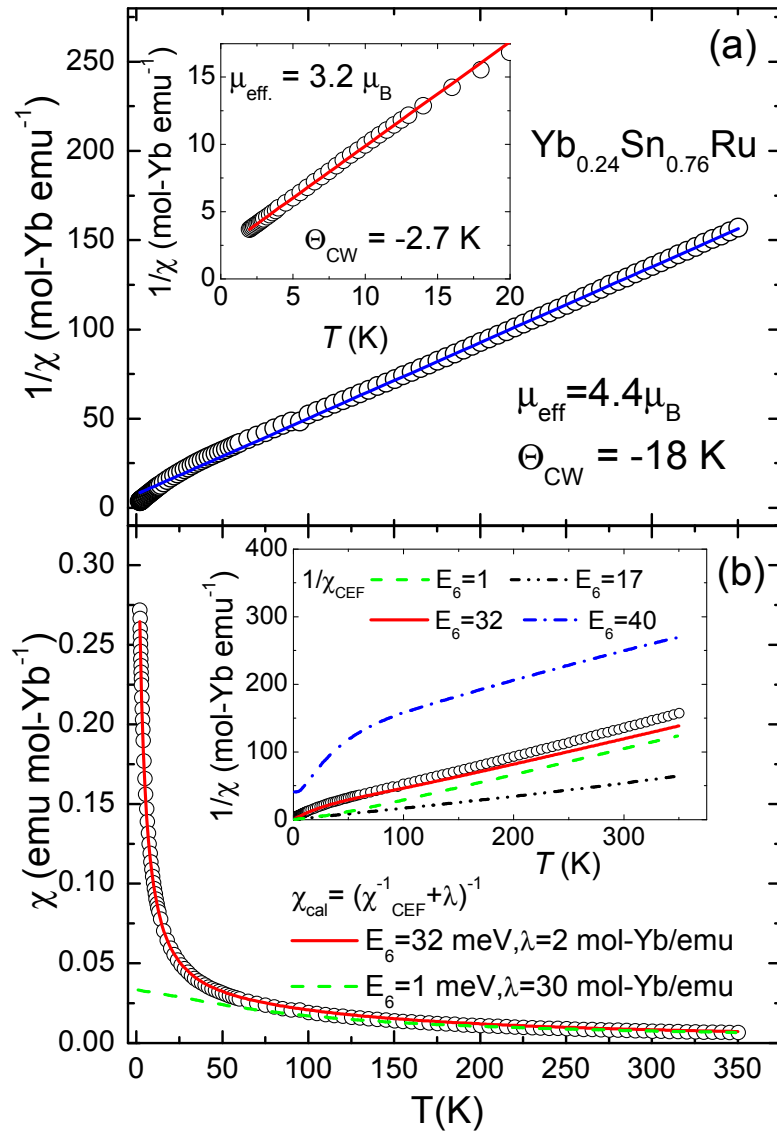 (a)
300
250
200
150
100
50
0
1/χ (mol-Yb emu⁻¹)
Yb₀.₂₄Sn₀.₇₆Ru
μeff=4.4μB
ΘCW = -18 K
15
10
5
0
1/χ (mol-Yb emu⁻¹)
μeff. = 3.2 μB
ΘCW = -2.7 K
0 5 10 15 20
T (K)
(b)
0.30
0.25
0.20
0.15
0.10
0.05
0.00
χ (emu mol-Yb⁻¹)
400
300
200
100
0
1/χ (mol-Yb emu⁻¹)
1/χCEF E₆=1 E₆=17
E₆=32 E₆=40
0 100 200 300
T (K)
χcal= (χ⁻¹CEF+λ)⁻¹
E₆=32 meV,λ=2 mol-Yb/emu
E₆=1 meV,λ=30 mol-Yb/emu
0 50 100 150 200 250 300 350
T(K)